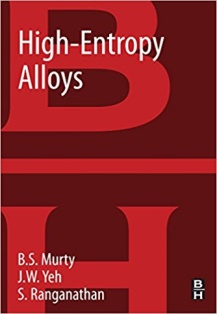 High-Entropy
Alloys
B.S. Murty
J.W. Yeh
S. Ranganathan
B
H